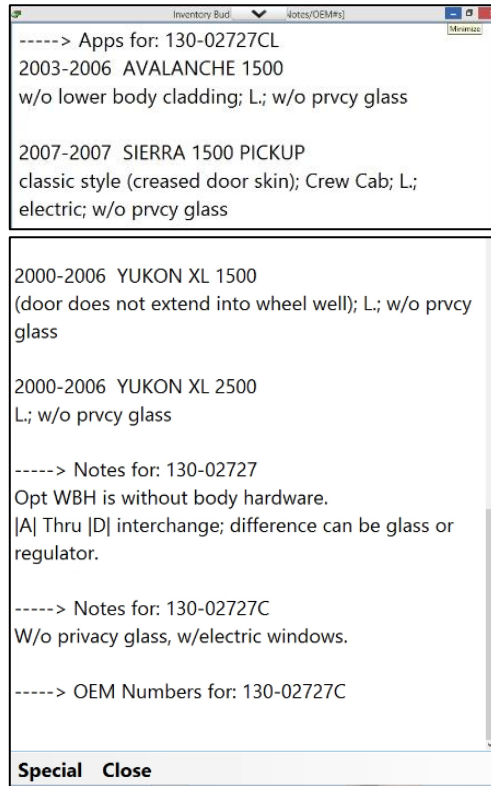 Inventory Bud
Notes/OEM#s]
Minimize
-----> Apps for: 130-02727CL
2003-2006  AVALANCHE 1500
w/o lower body cladding; L.; w/o prvcy glass
2007-2007  SIERRA 1500 PICKUP
classic style (creased door skin); Crew Cab; L.;
electric; w/o prvcy glass
2000-2006  YUKON XL 1500
(door does not extend into wheel well); L.; w/o prvcy
glass
2000-2006  YUKON XL 2500
L.; w/o prvcy glass
-----> Notes for: 130-02727
Opt WBH is without body hardware.
|A| Thru |D| interchange; difference can be glass or
regulator.
-----> Notes for: 130-02727C
W/o privacy glass, w/electric windows.
-----> OEM Numbers for: 130-02727C
Special   Close